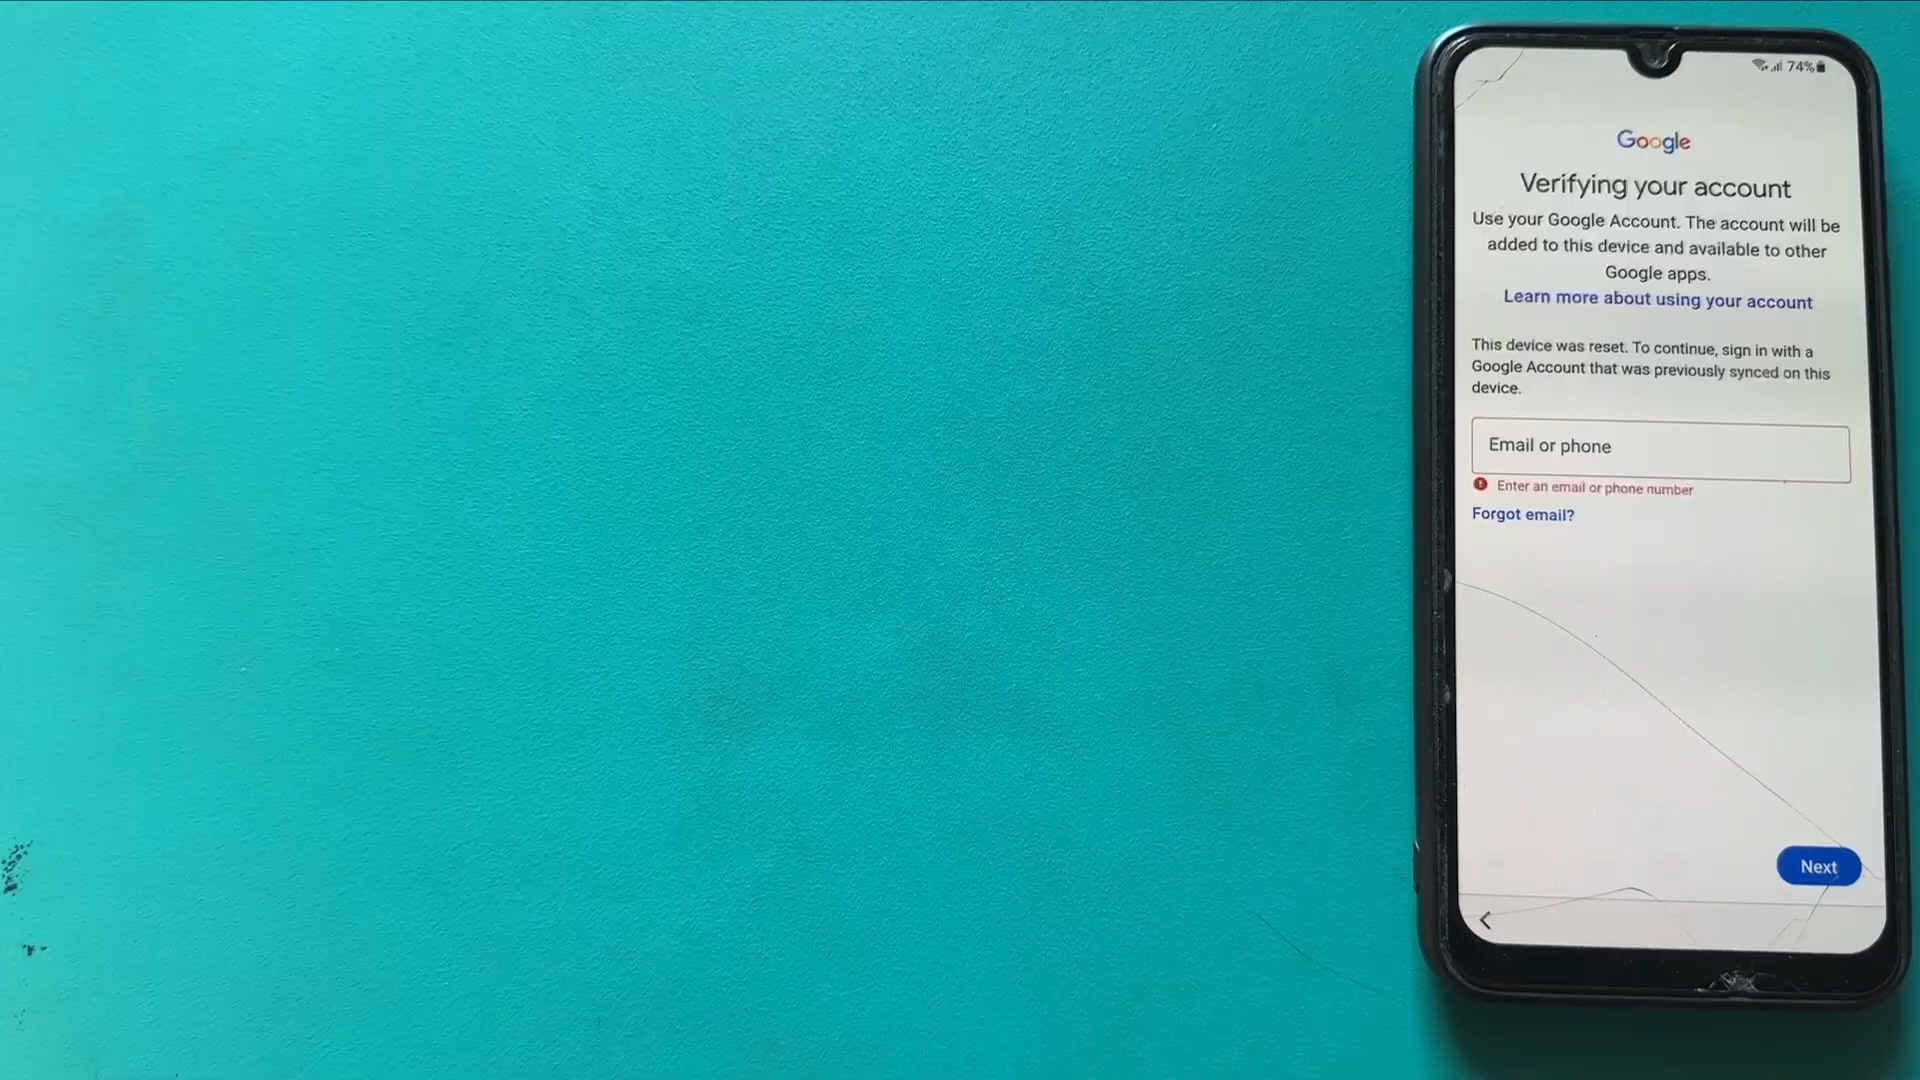 74%
Google
Verifying your account
Use your Google Account. The account will be
added to this device and available to other
Google apps.
Learn more about using your account
This device was reset. To continue, sign in with a
Google Account that was previously synced on this
device.
Email or phone
Enter an email or phone number
Forgot email?
Next